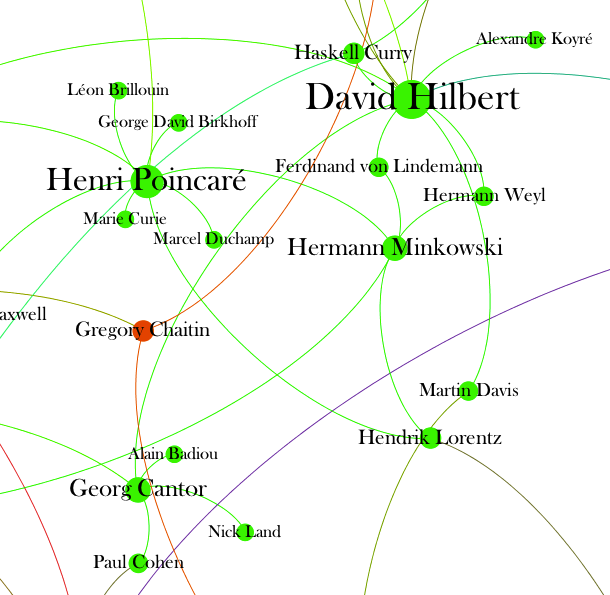 Alexandre Koyré
Haskell Curry
Léon Brillouin
David Hilbert
George David Birkhoff
Ferdinand von Lindemann
Henri Poincaré
Hermann Weyl
Marie Curie
Marcel Duchamp
Hermann Minkowski
axwell
Gregory Chaitin
Martin Davis
Hendrik Lorentz
Alain Badiou
Georg Cantor
Nick Land
Paul Cohen